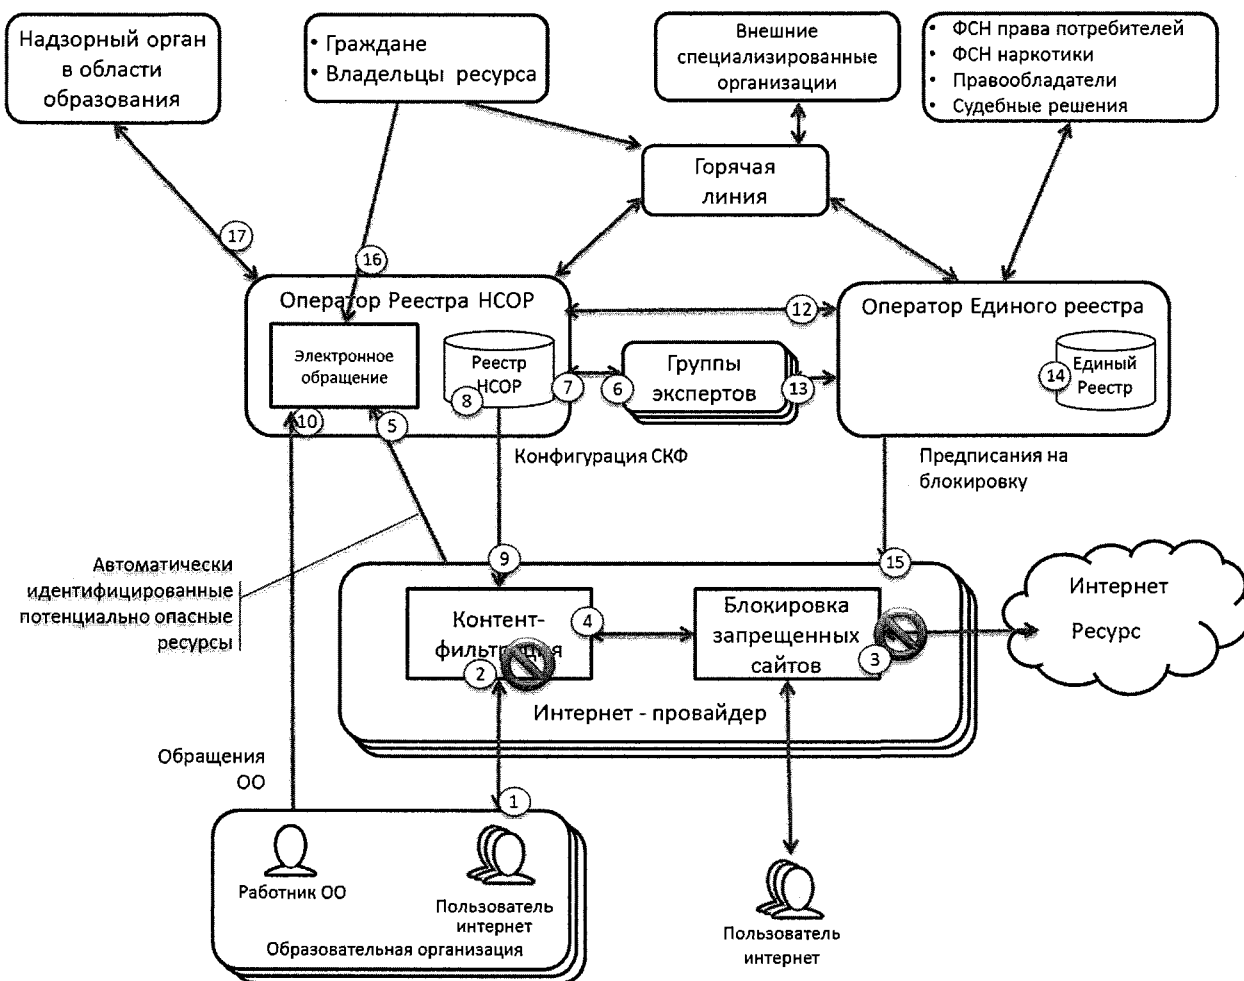 Надзорный орган
в области
образования
• Граждане
• Владельцы ресурса
Внешние
специализированные
организации
• ФСН права потребителей
• ФСН наркотики
• Правообладатели
• Судебные решения
Горячая
линия
17
16
Оператор Реестра НСОР
Электронное
обращение
Реестр
НСОР
8
7
6
Группы
экспертов
13
12
Оператор Единого реестра
14
Единый
Реестр
10
5
Конфигурация СКФ
Предписания на
блокировку
Автоматически
идентифицированные
потенциально опасные
ресурсы
9
15
Контент-
фильтрация
2
4
Блокировка
запрещенных
сайтов
3
Интернет
Ресурс
Интернет - провайдер
Обращения
ОО
1
Работник ОО
Пользователь
интернет
Образовательная организация
Пользователь
интернет